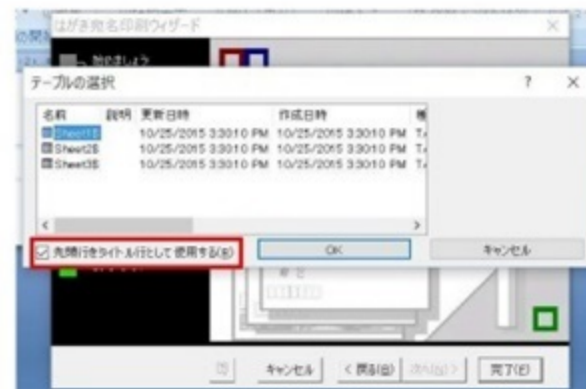 はがき宛名印刷ウィザード
テーブルの選択
名前 説明 更新日時 作成日時
Sheet1$ 10/25/2015 3:30:10 PM 10/25/2015 3:30:10 PM
Sheet2$ 10/25/2015 3:30:10 PM 10/25/2015 3:30:10 PM
Sheet3$ 10/25/2015 3:30:10 PM 10/25/2015 3:30:10 PM
先頭行をタイトル行として使用する(R)
OK
キャンセル
キャンセル
< 戻る(B)
次へ(N) >
完了(F)